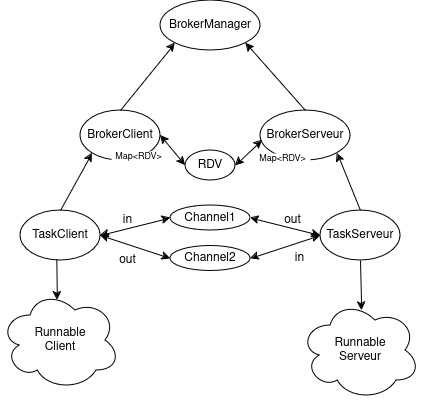 BrokerManager
BrokerClient
BrokerServeur
Map<RDV>
RDV
Map<RDV>
in
Channel1
out
TaskClient
TaskServeur
out
Channel2
in
Runnable
Client
Runnable
Serveur